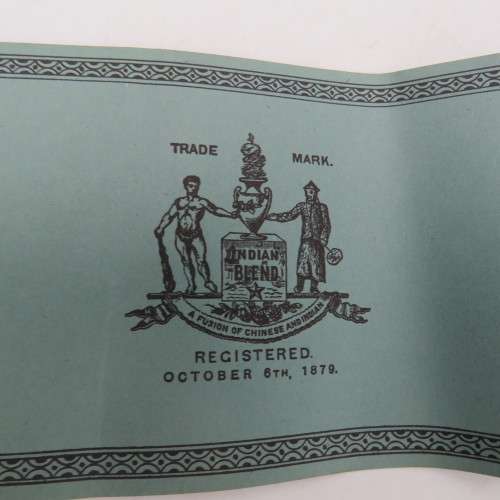 TRADE MARK.
INDIAN
BLEND
A FUSION OF CHINESE AND INDIAN
REGISTERED.
OCTOBER 6TH, 1879.